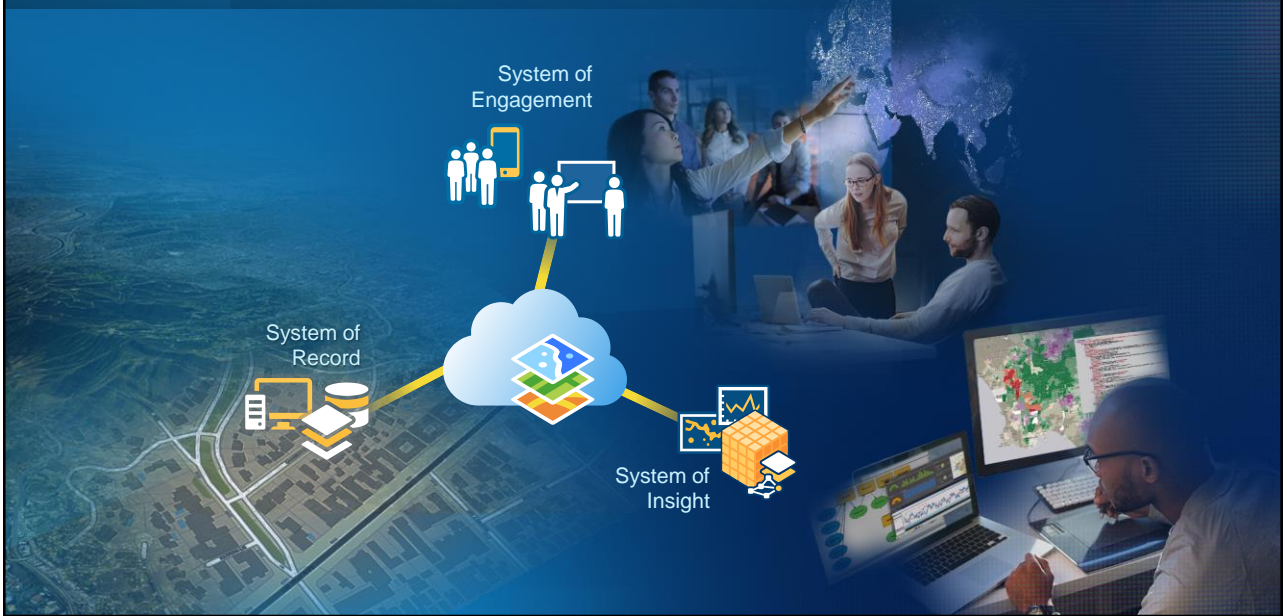 System of
Engagement
System of
Record
System of
Insight